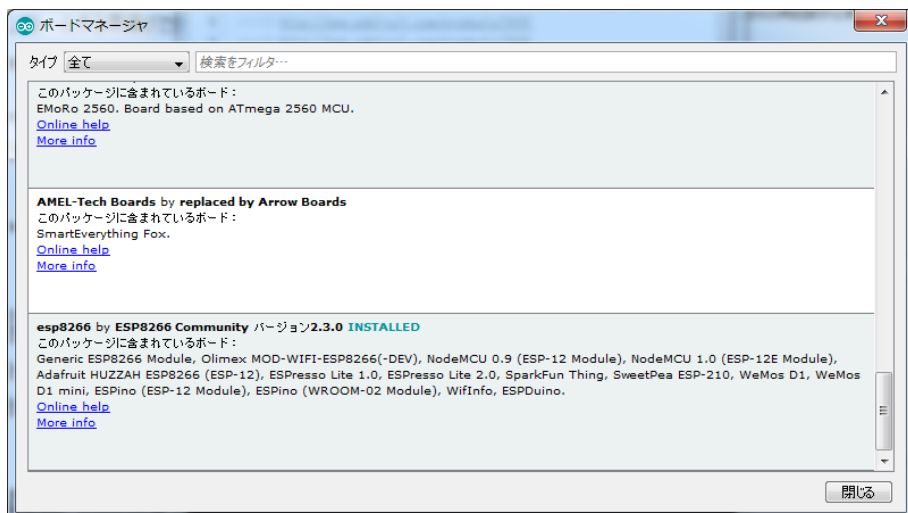 ボードマネージャ
タイプ 全て 検索をフィルタ…
このパッケージに含まれているボード：
EMoRo 2560. Board based on ATmega 2560 MCU.
Online help
More info
AMEL-Tech Boards by replaced by Arrow Boards
このパッケージに含まれているボード：
SmartEverything Fox.
Online help
More info
esp8266 by ESP8266 Community バージョン2.3.0 INSTALLED
このパッケージに含まれているボード：
Generic ESP8266 Module, Olimex MOD-WIFI-ESP8266(-DEV), NodeMCU 0.9 (ESP-12 Module), NodeMCU 1.0 (ESP-12E Module),
Adafruit HUZZAH ESP8266 (ESP-12), ESPresso Lite 1.0, ESPresso Lite 2.0, SparkFun Thing, SweetPea ESP-210, WeMos D1, WeMos
D1 mini, ESPino (ESP-12 Module), ESPino (WROOM-02 Module), WifInfo, ESPDuino.
Online help
More info
閉じる